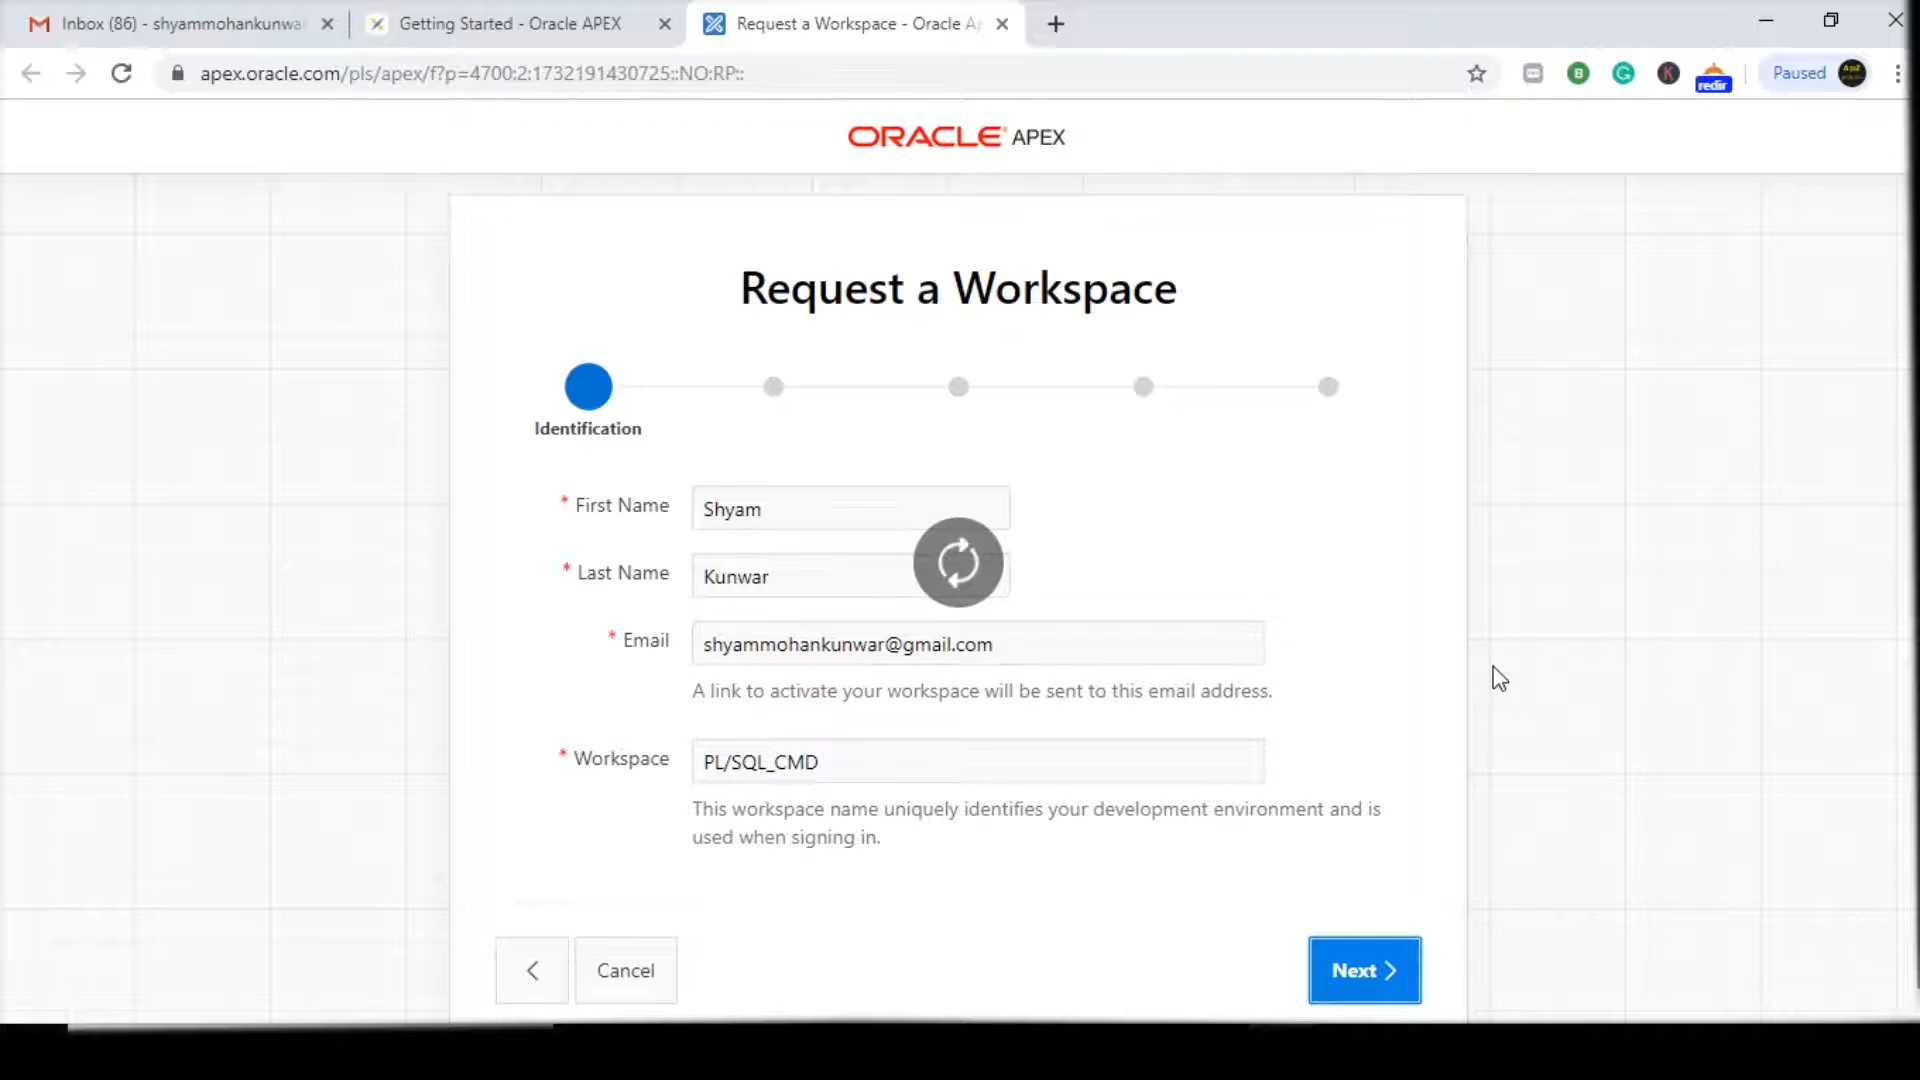 Inbox (86) - shyammohankunwa
Getting Started - Oracle APEX
Request a Workspace - Oracle A
apex.oracle.com/pls/apex/f?p=4700:2:1732191430725::NO:RP::
B
G
K
redir
Paused
ORACLE APEX
Request a Workspace
Identification
* First Name
Shyam
* Last Name
Kunwar
* Email
shyammohankunwar@gmail.com
A link to activate your workspace will be sent to this email address.
* Workspace
PL/SQL_CMD
This workspace name uniquely identifies your development environment and is
used when signing in.
Cancel
Next